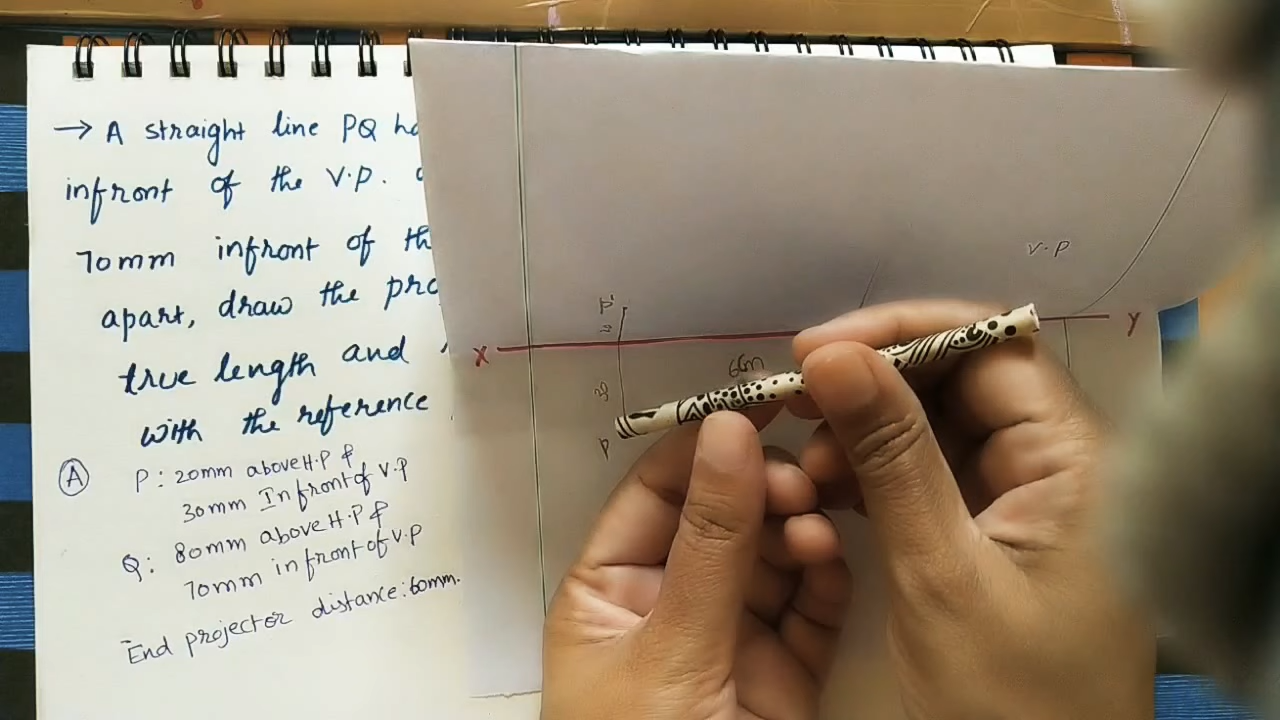 → A straight line PQ
infront of the V.P.
70mm infront of
apart, draw the
true length and
with the reference
A P: 20mm above H.P &
30mm Infront of V.P
Q: 80mm above H.P &
70mm infront of V.P
End projector distance: 60mm.
V.P
P'
X
Y
30
P